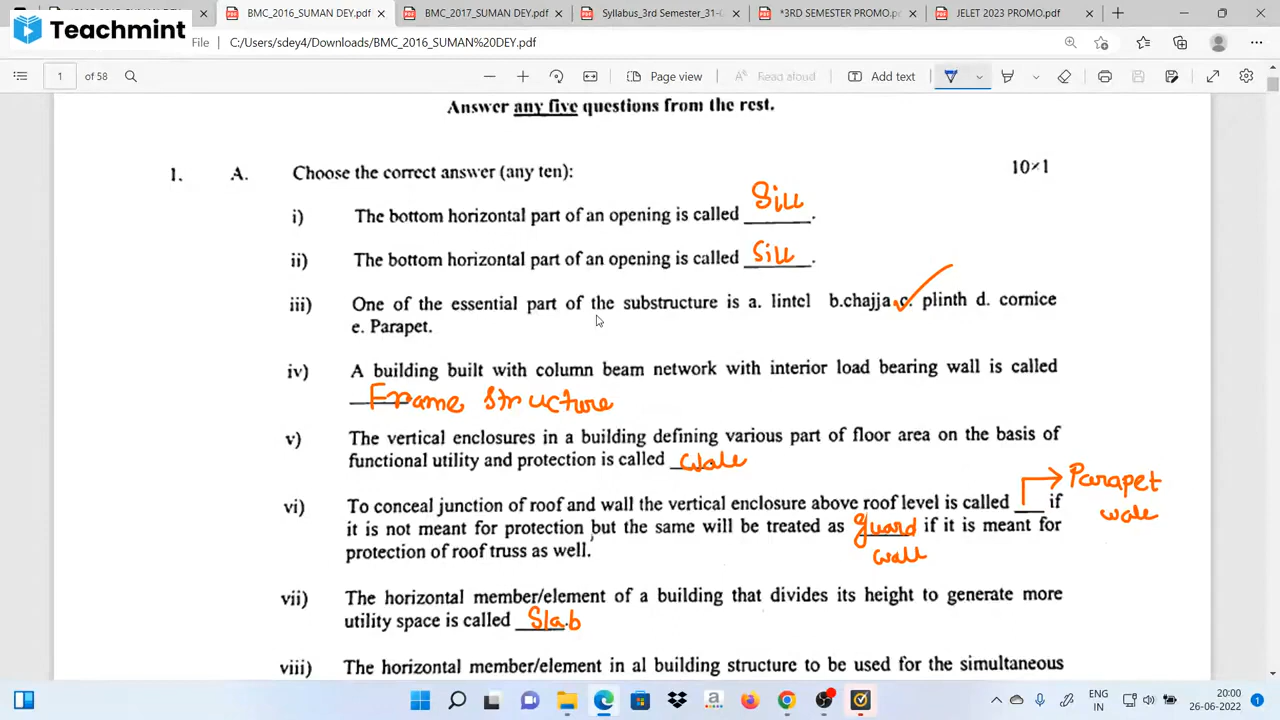 BMC_2016_SUMAN DEY.pdf
BMC_2017_SUMAN DEY.pdf
Syllabus_3rd_Semester_31-0
*3RD SEMESTER PROMO.pdf
JELET 2023 PROMO.pdf
Teachmint
File
C:/Users/sdey4/Downloads/BMC_2016_SUMAN%20DEY.pdf
1 of 58
Page view
Read aloud
Add text
Answer any five questions from the rest.
1. A. Choose the correct answer (any ten): 10×1
i) The bottom horizontal part of an opening is called Sill.
ii) The bottom horizontal part of an opening is called Sill.
iii) One of the essential part of the substructure is a. lintel b.chajja c. plinth d. cornice
e. Parapet.
iv) A building built with column beam network with interior load bearing wall is called
Frame Structure
v) The vertical enclosures in a building defining various part of floor area on the basis of
functional utility and protection is called wall
vi) To conceal junction of roof and wall the vertical enclosure above roof level is called ___ if
Parapet
wall
it is not meant for protection but the same will be treated as guard if it is meant for
wall
protection of roof truss as well.
vii) The horizontal member/element of a building that divides its height to generate more
utility space is called Slab.
viii) The horizontal member/element in al building structure to be used for the simultaneous
ENG
IN
20:00
26-06-2022
1